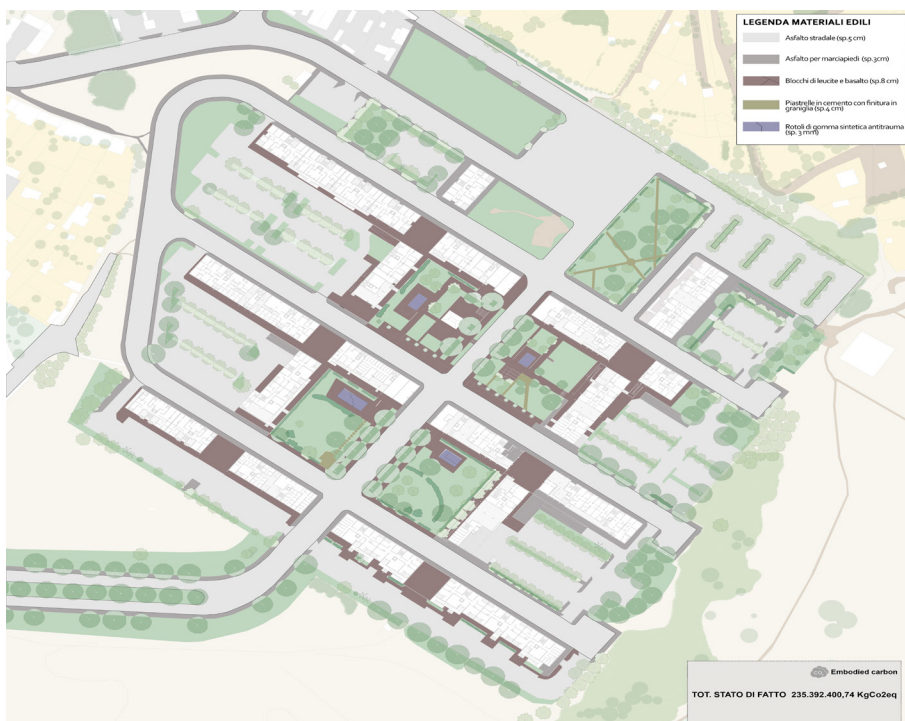 LEGENDA MATERIALI EDILI
Asfalto stradale (sp.5 cm)
Asfalto per marciapiedi (sp.3cm)
Blocchi di leucite e basalto (sp.8 cm)
Piastrelle in cemento con finitura in
graniglia (sp.4 cm)
Rotoli di gomma sintetica antitrauma
(sp. 3 mm)
Embodied carbon
TOT. STATO DI FATTO 235.392.400,74 KgCo2eq